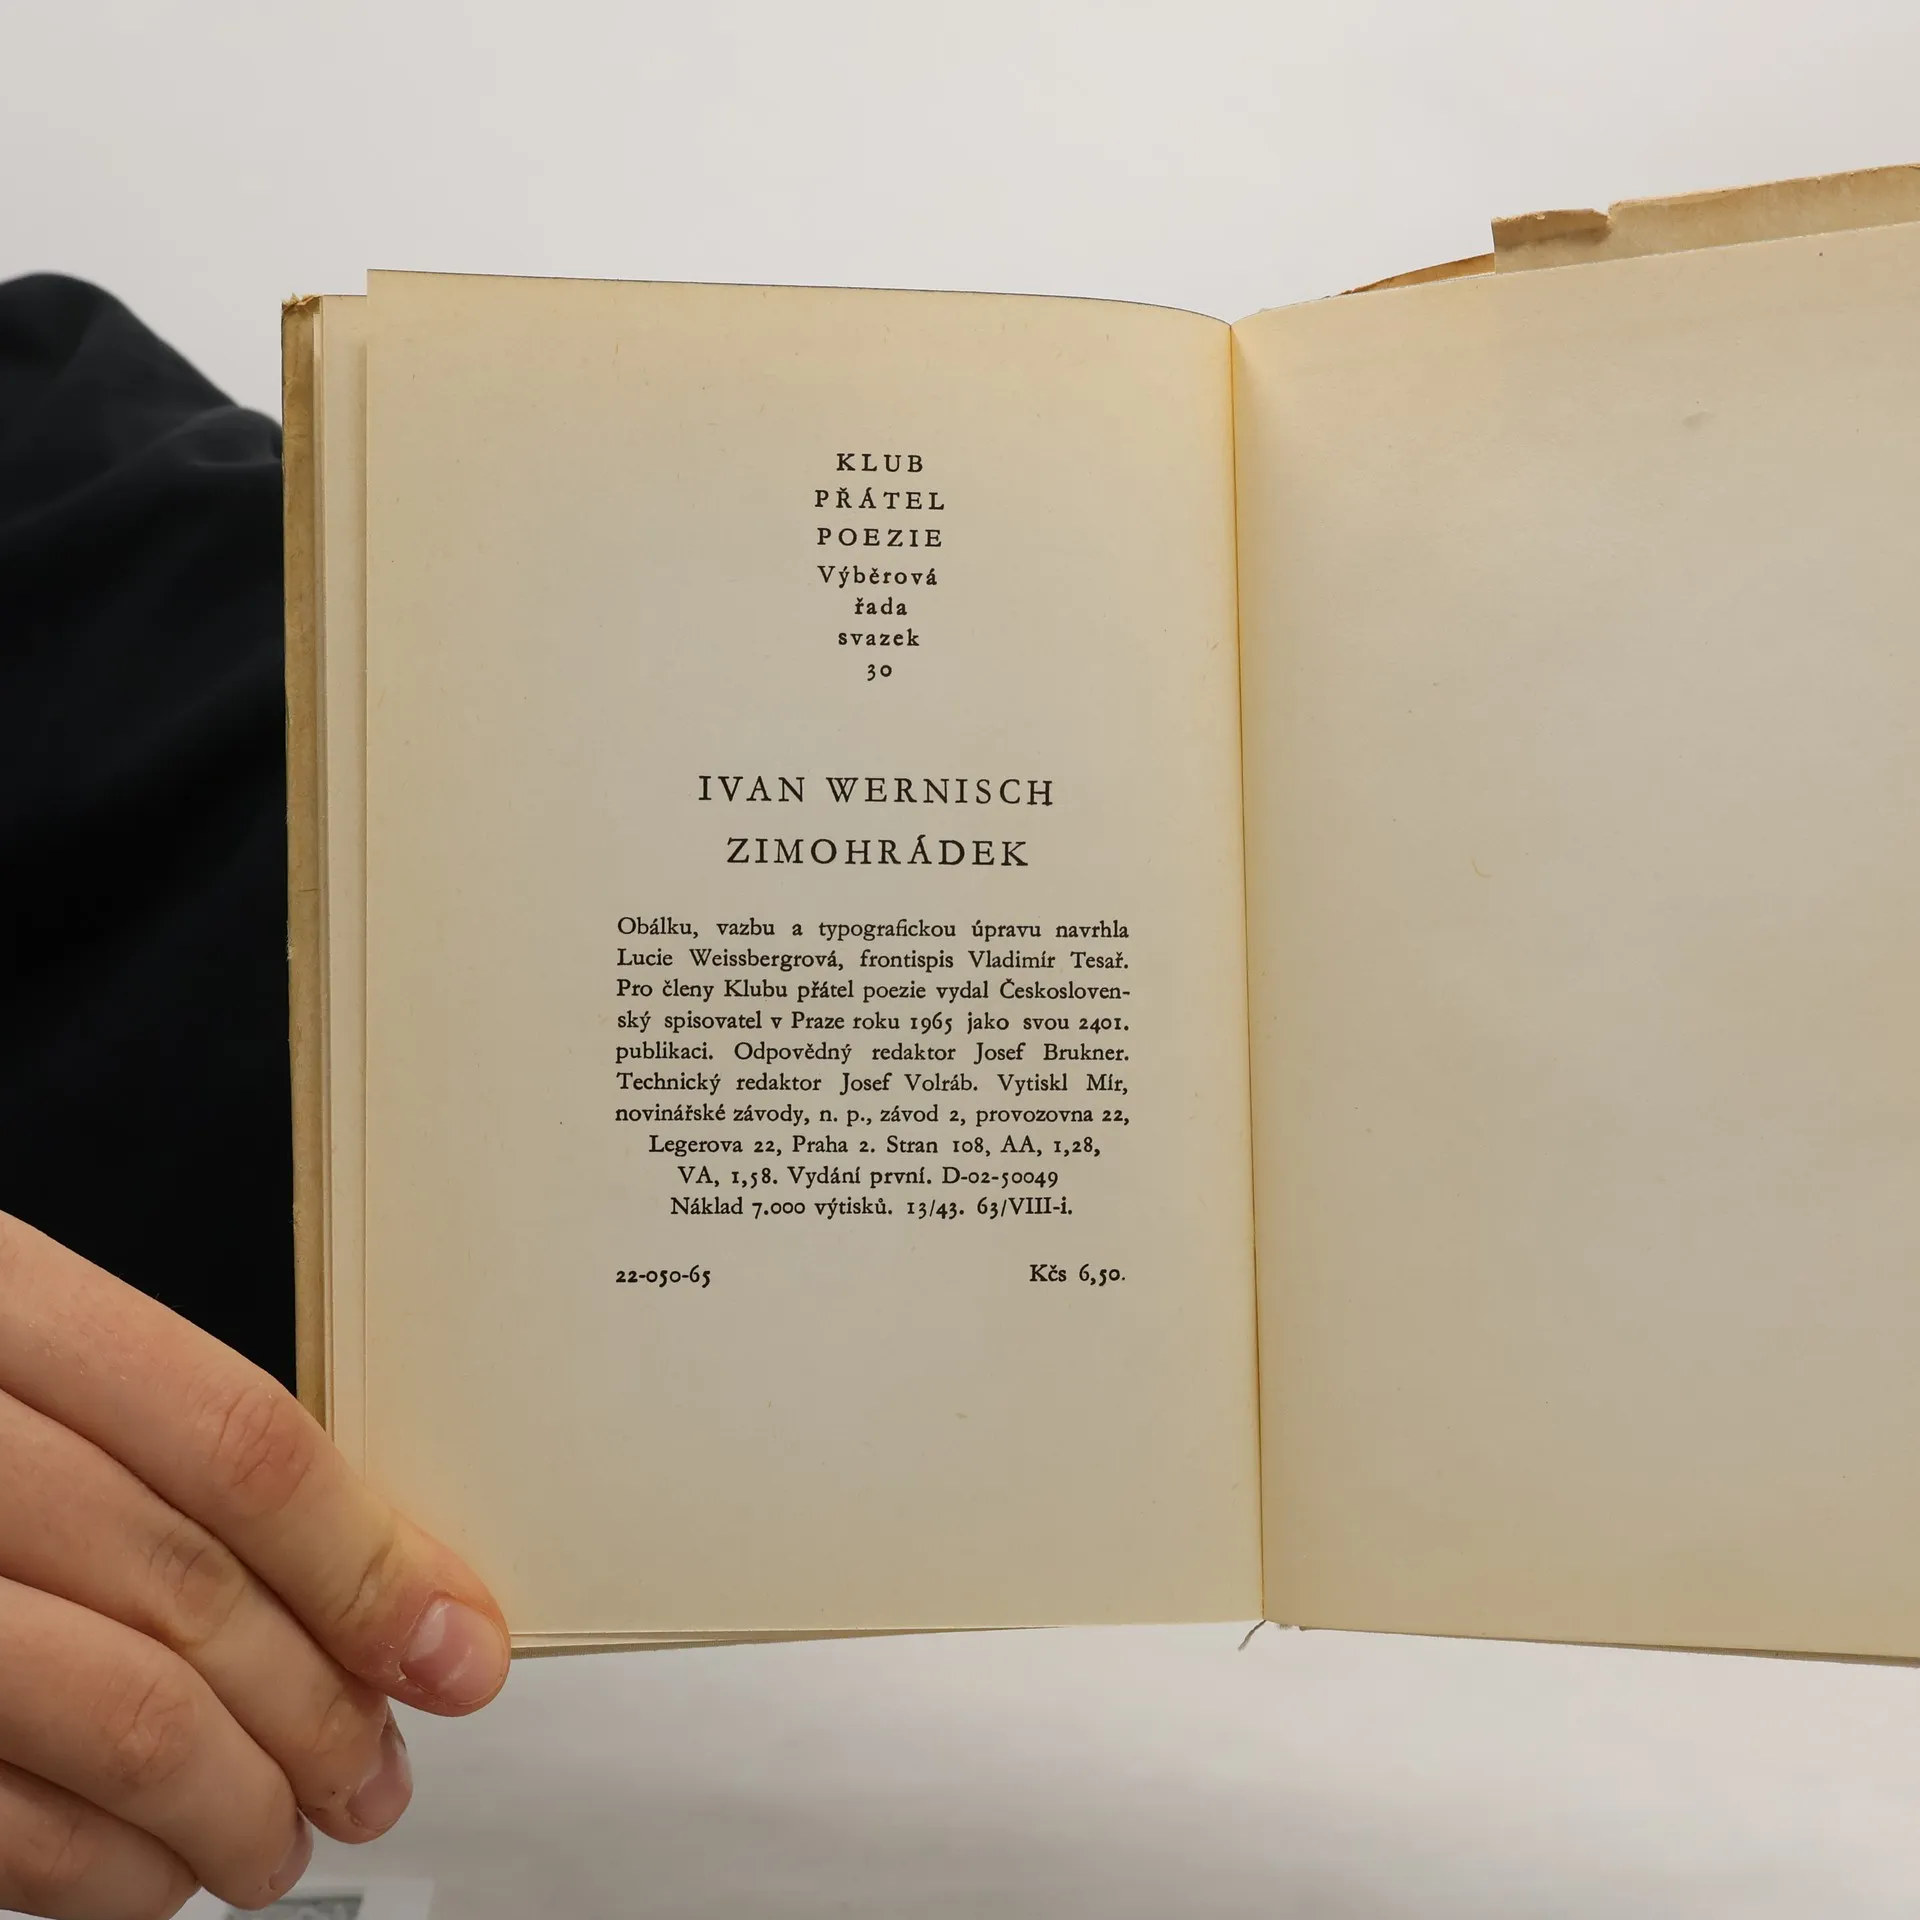 KLUB
PŘÁTEL
POEZIE
Výběrová
řada
svazek
30
IVAN WERNISCH
ZIMOHRÁDEK
Obálku, vazbu a typografickou úpravu navrhla
Lucie Weissbergrová, frontispis Vladimír Tesař.
Pro členy Klubu přátel poezie vydal Českosloven-
ský spisovatel v Praze roku 1965 jako svou 2401.
publikaci. Odpovědný redaktor Josef Brukner.
Technický redaktor Josef Volráb. Vytiskl Mír,
novinářské závody, n. p., závod 2, provozovna 22,
Legerova 22, Praha 2. Stran 108, AA, 1,28,
VA, 1,58. Vydání první. D-02-50049
Náklad 7.000 výtisků. 13/43. 63/VIII-i.
22-050-65 Kčs 6,50.